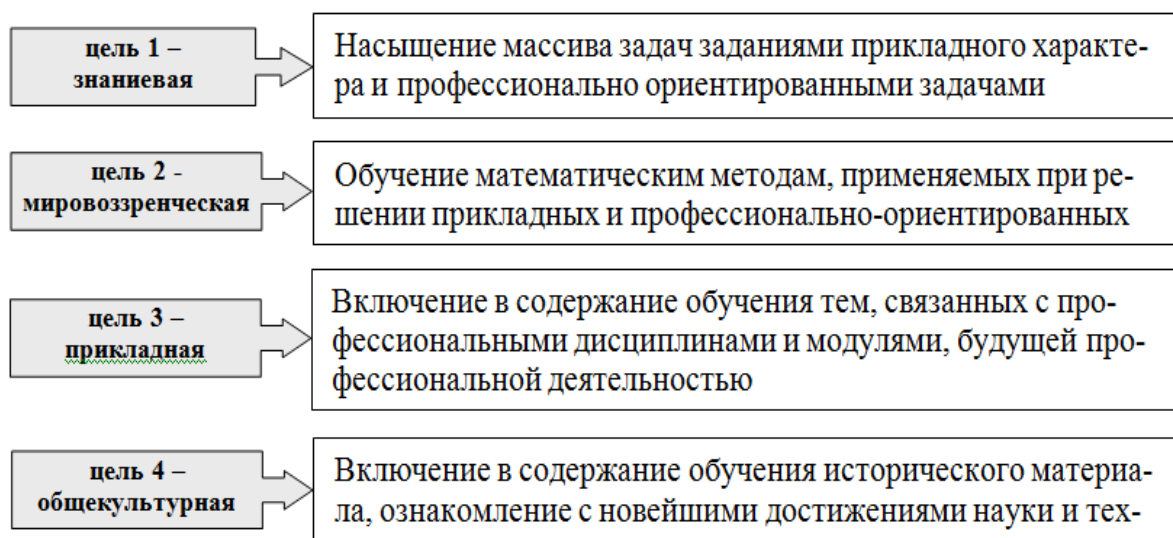 цель 1 –
знаниевая
Насыщение массива задач заданиями прикладного характе-
ра и профессионально ориентированными задачами
цель 2 -
мировоззренческая
Обучение математическим методам, применяемых при ре-
шении прикладных и профессионально-ориентированных
цель 3 –
прикладная
Включение в содержание обучения тем, связанных с про-
фессиональными дисциплинами и модулями, будущей про-
фессиональной деятельностью
цель 4 –
общекультурная
Включение в содержание обучения исторического материа-
ла, ознакомление с новейшими достижениями науки и тех-